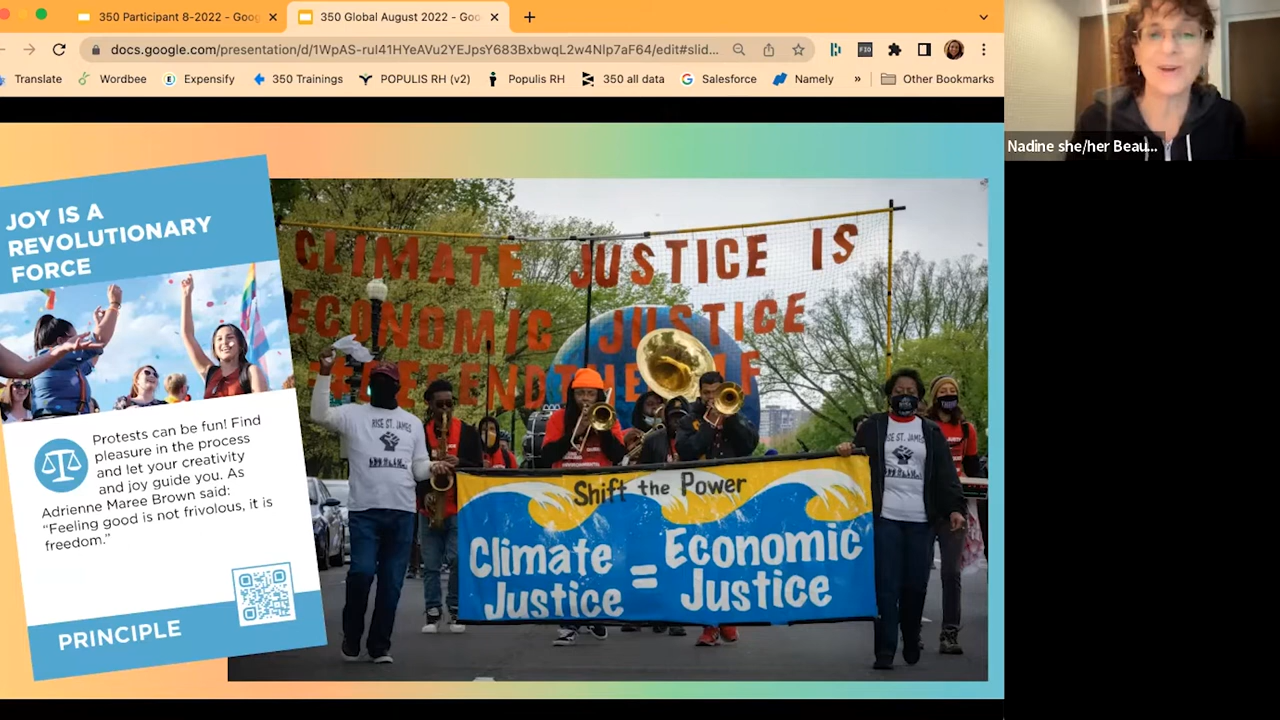 350 Participant 8-2022 - Goog
350 Global August 2022 - Goo
docs.google.com/presentation/d/1WpAS-ruI41HYeAVu2YEJpsY683BxbwqL2w4NIp7aF64/edit#slid...
Translate
Wordbee
Expensify
350 Trainings
POPULIS RH (v2)
Populis RH
350 all data
Salesforce
Namely
»
Other Bookmarks
Nadine she/her Beau...
JOY IS A
REVOLUTIONARY
FORCE
Protests can be fun! Find
pleasure in the process
and let your creativity
and joy guide you. As
Adrienne Maree Brown said:
“Feeling good is not frivolous, it is
freedom.”
PRINCIPLE
CLIMATE JUSTICE IS
ECONOMIC JUSTICE
RISE ST. JAMES
RISE ST. JAMES
Shift the Power
Climate
Justice
=
Economic
Justice